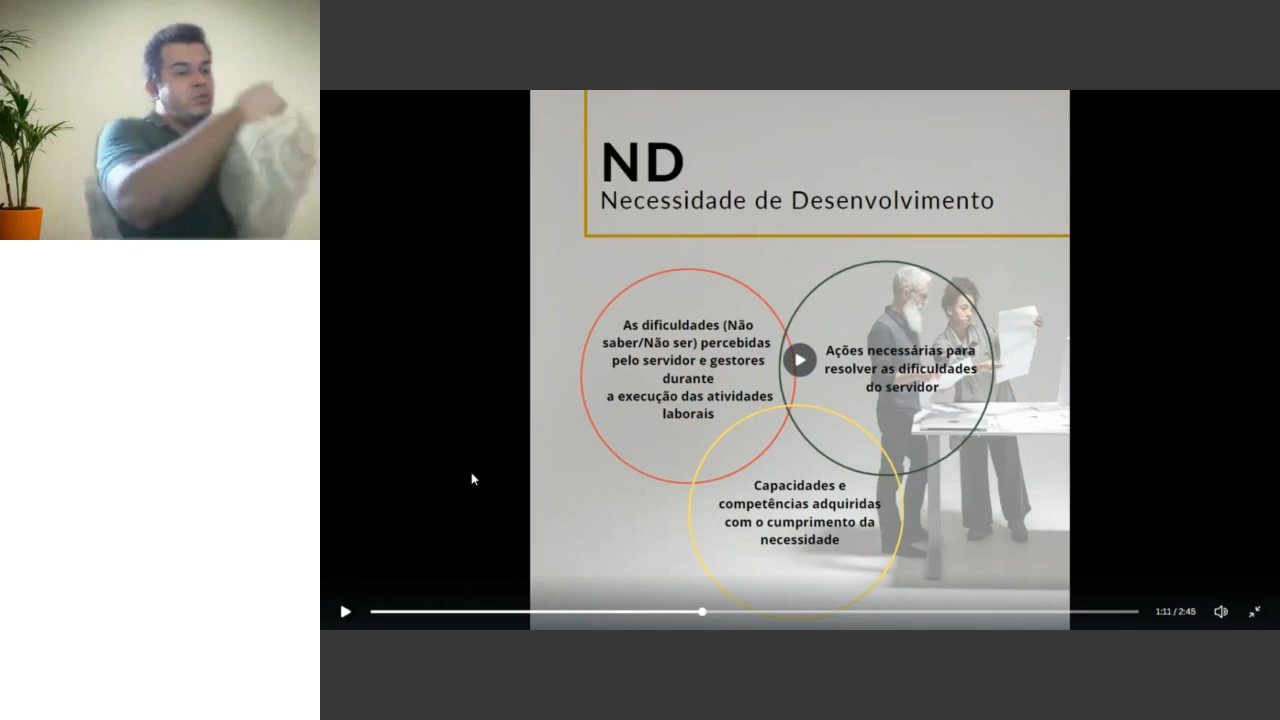 ND
Necessidade de Desenvolvimento
As dificuldades (Não
saber/Não ser) percebidas
pelo servidor e gestores
durante
a execução das atividades
laborais
Ações necessárias para
resolver as dificuldades
do servidor
Capacidades e
competências adquiridas
com o cumprimento da
necessidade
1:11 / 2:45